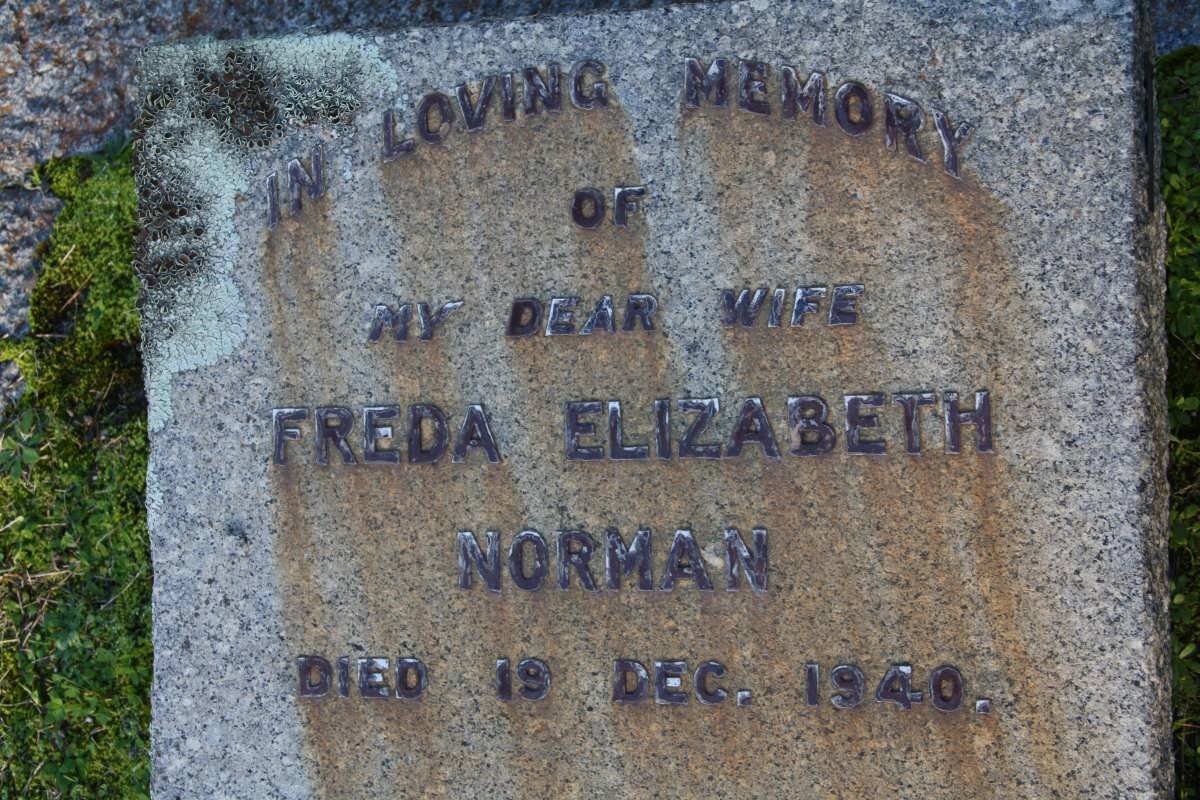 IN LOVING MEMORY
OF
MY DEAR WIFE
FREDA ELIZABETH
NORMAN
DIED 19 DEC. 1940.